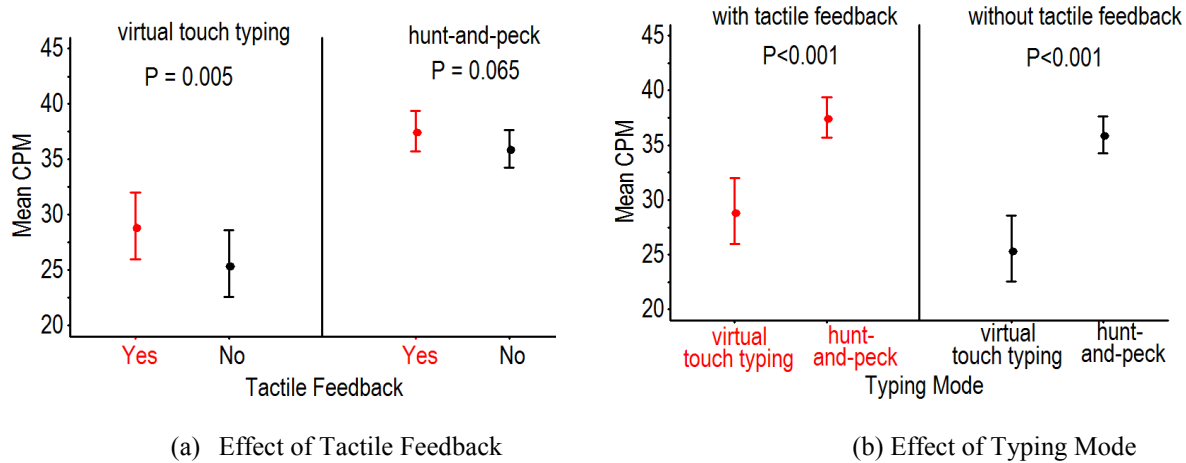 virtual touch typing
P = 0.005
hunt-and-peck
P = 0.065
Mean CPM
45
40
35
30
25
20
Yes
No
Yes
No
Tactile Feedback
(a) Effect of Tactile Feedback
with tactile feedback
P<0.001
without tactile feedback
P<0.001
Mean CPM
45
40
35
30
25
20
virtual
touch typing
hunt-
and-peck
virtual
touch typing
hunt-
and-peck
Typing Mode
(b) Effect of Typing Mode